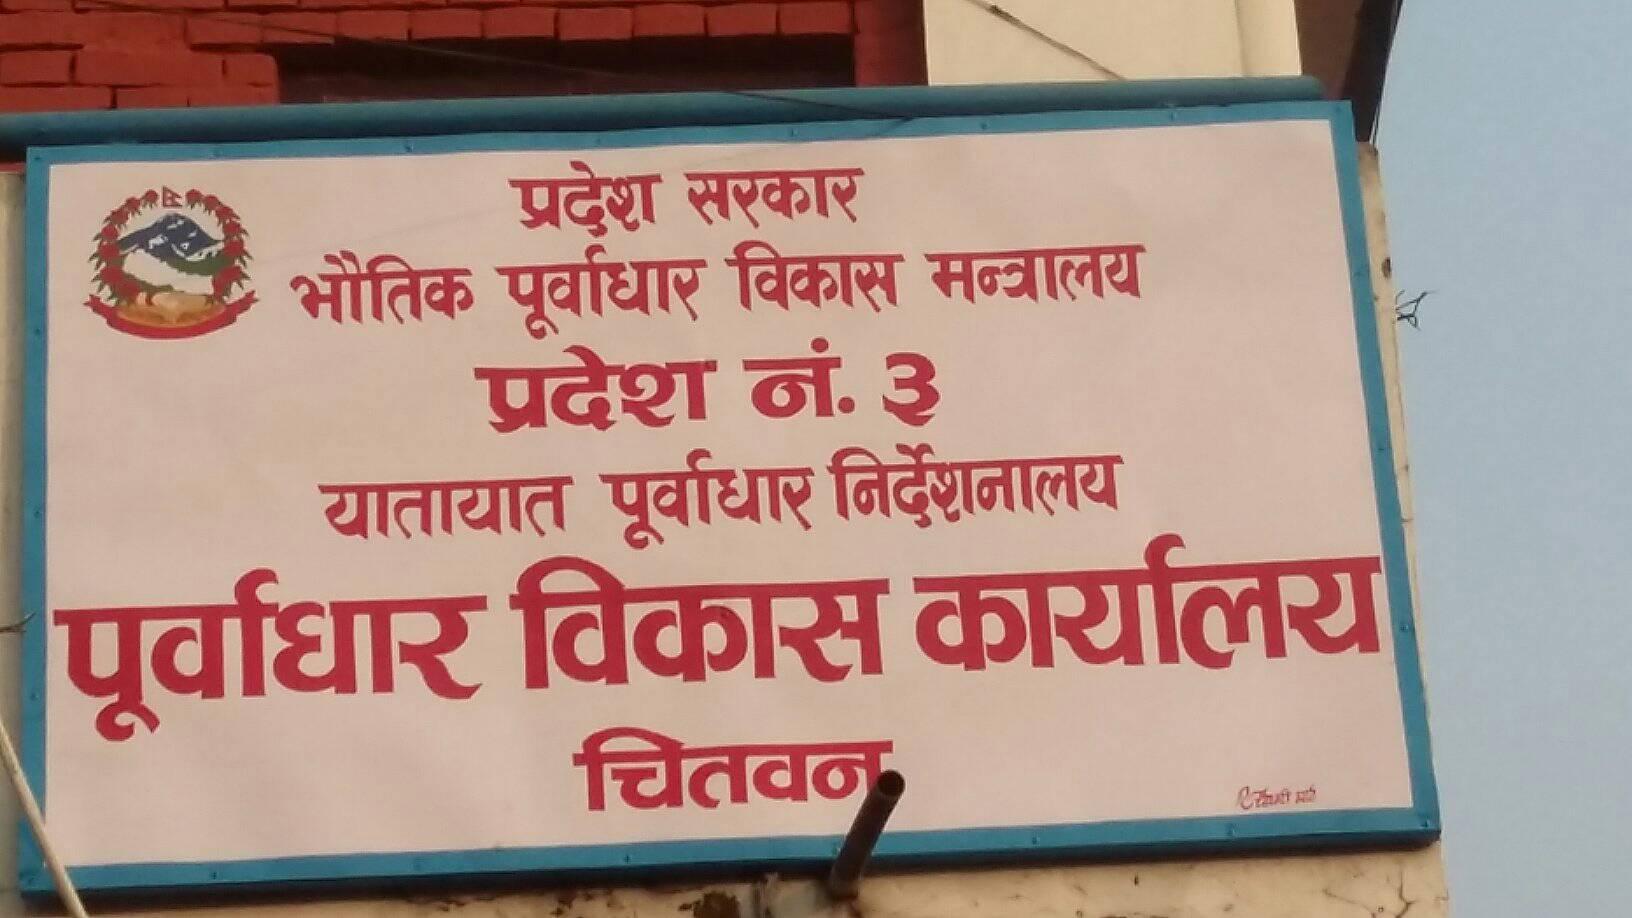 प्रदेश सरकार
भौतिक पूर्वाधार विकास मन्त्रालय
प्रदेश नं. ३
यातायात पूर्वाधार निर्देशनालय
पूर्वाधार विकास कार्यालय
चितवन